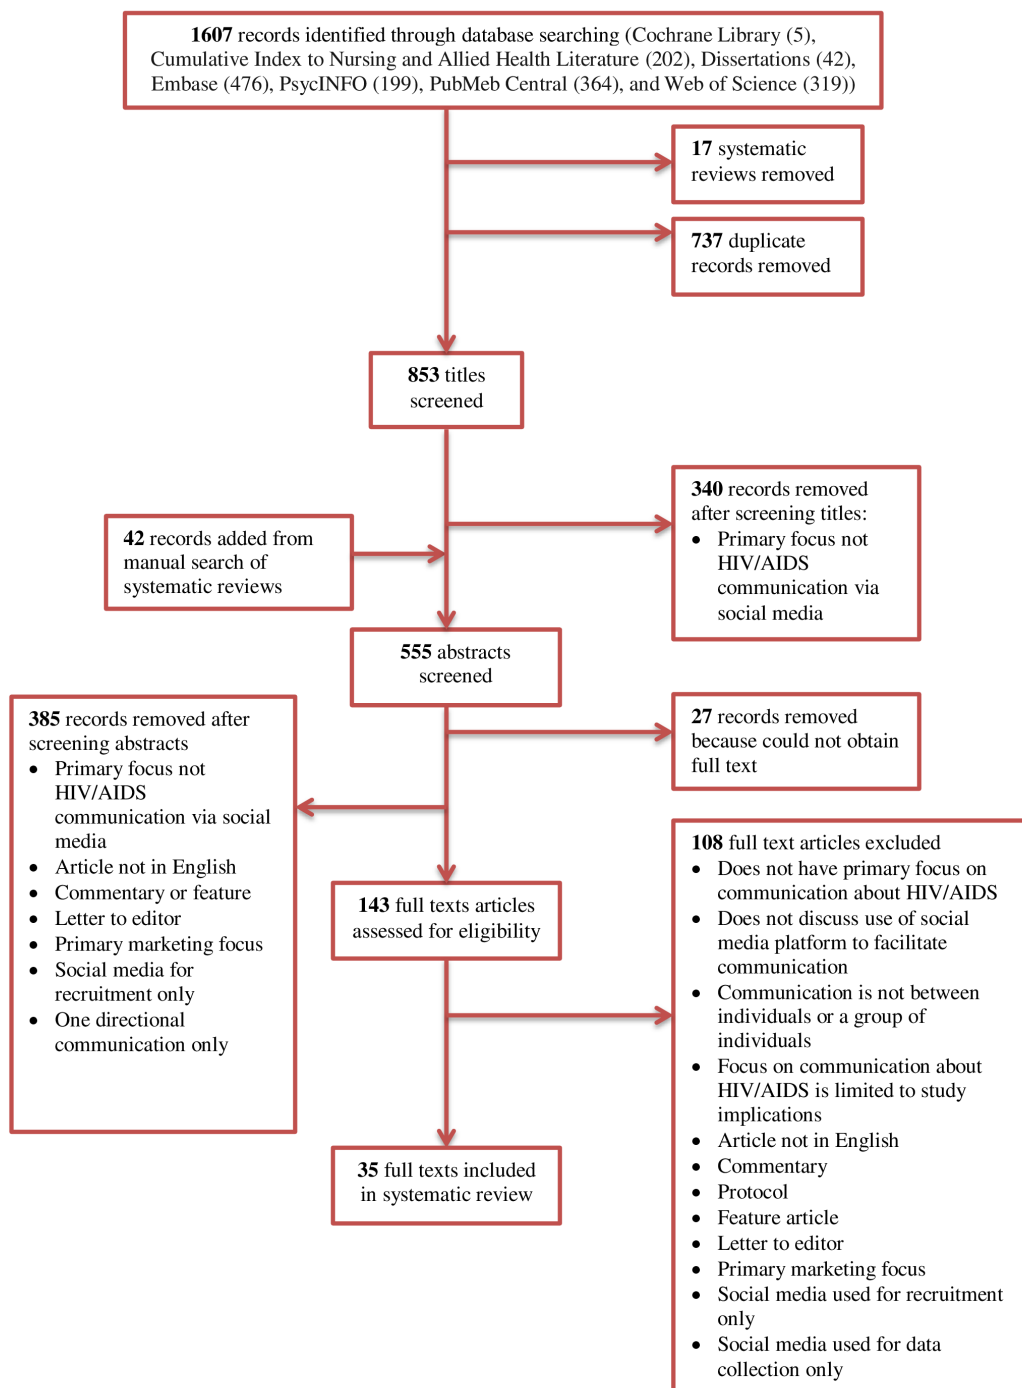 1607 records identified through database searching (Cochrane Library (5),
Cumulative Index to Nursing and Allied Health Literature (202), Dissertations (42),
Embase (476), PsycINFO (199), PubMeb Central (364), and Web of Science (319))
17 systematic
reviews removed
737 duplicate
records removed
853 titles
screened
340 records removed
after screening titles:
• Primary focus not
HIV/AIDS
communication via
social media
42 records added from
manual search of
systematic reviews
555 abstracts
screened
385 records removed after
screening abstracts
• Primary focus not
HIV/AIDS
communication via social
media
• Article not in English
• Commentary or feature
• Letter to editor
• Primary marketing focus
• Social media for
recruitment only
• One directional
communication only
27 records removed
because could not obtain
full text
143 full texts articles
assessed for eligibility
108 full text articles excluded
• Does not have primary focus on
communication about HIV/AIDS
• Does not discuss use of social
media platform to facilitate
communication
• Communication is not between
individuals or a group of
individuals
• Focus on communication about
HIV/AIDS is limited to study
implications
• Article not in English
• Commentary
• Protocol
• Feature article
• Letter to editor
• Primary marketing focus
• Social media used for recruitment
only
• Social media used for data
collection only
35 full texts included
in systematic review